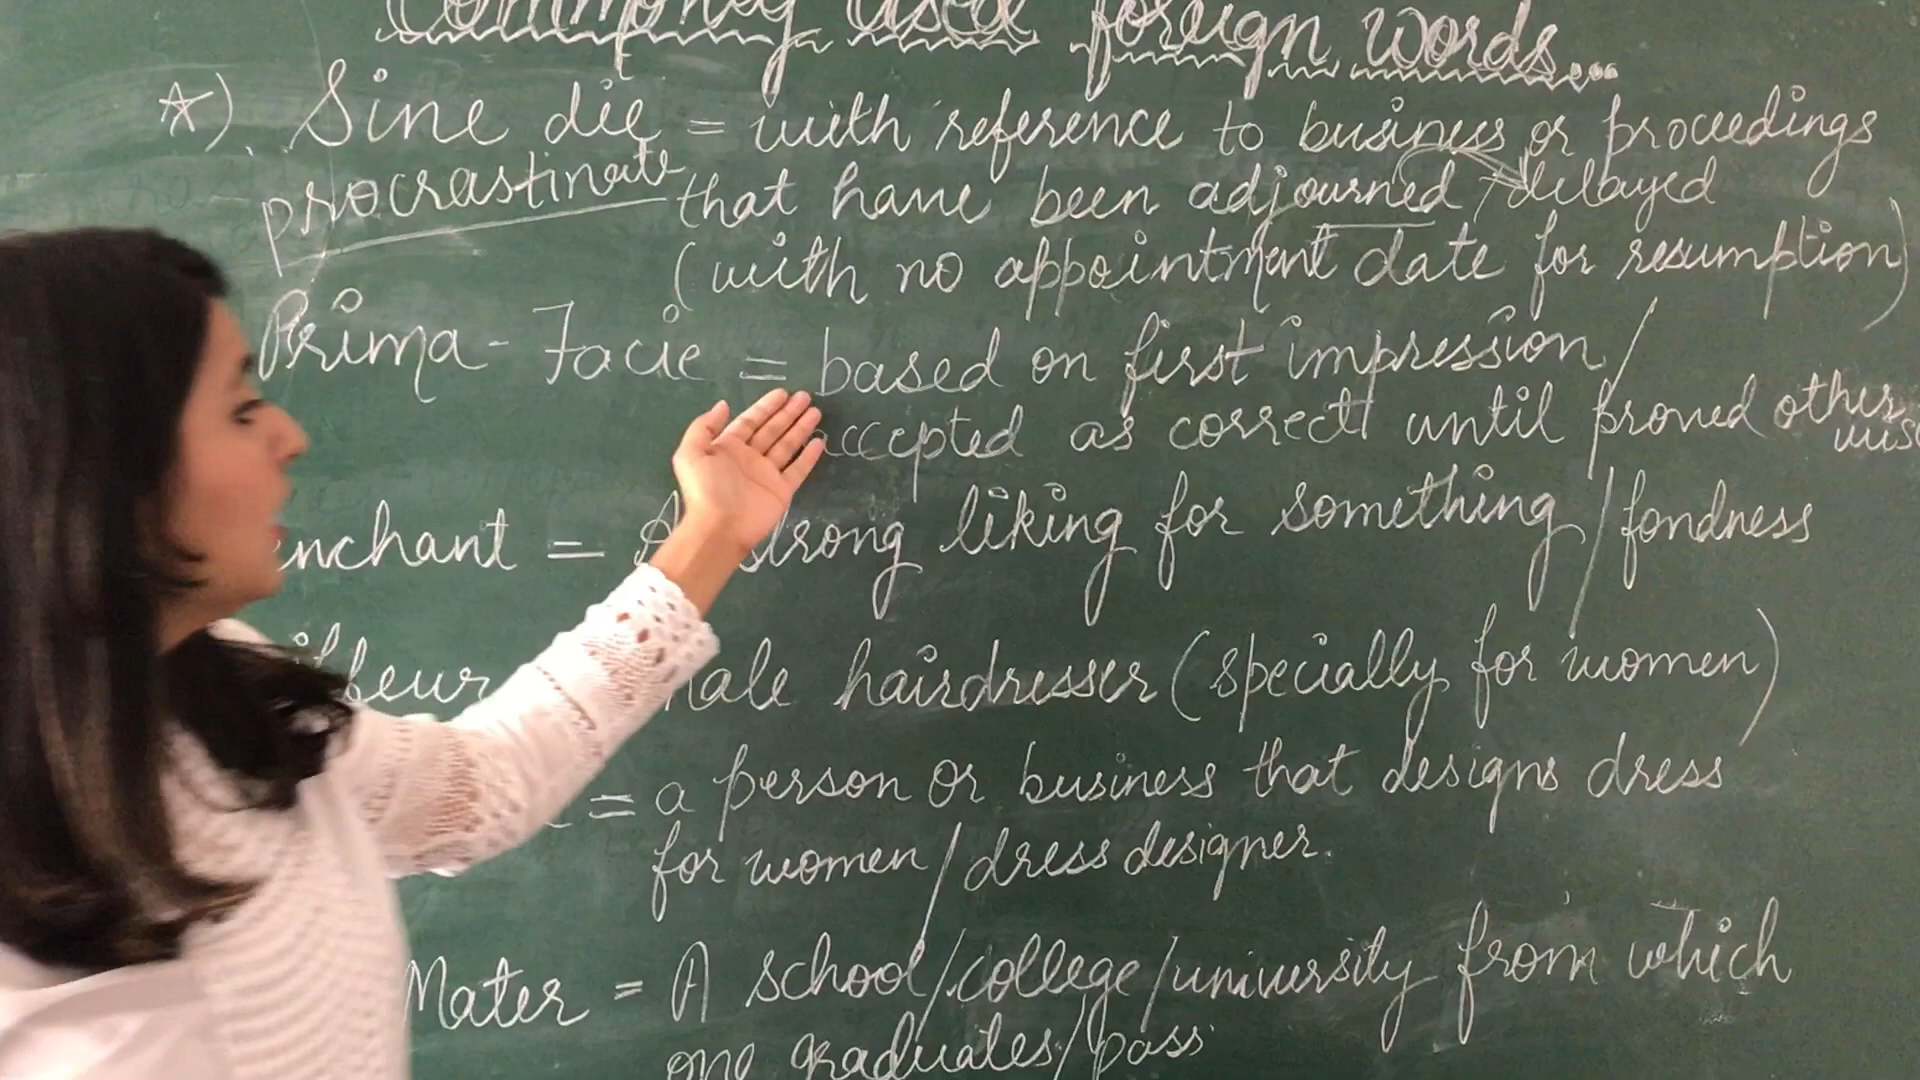 Commonly used foreign words...
*) Sine die = with reference to business or proceedings
procrastinate that have been adjourned / delayed
(with no appointment date for resumption)
Prima-Facie = based on first impression /
accepted as correct until proved otherwise
enchant = A strong liking for something / fondness
iffeur male hairdresser (specially for women)
= a person or business that designs dress
for women / dress designer.
Mater = A school/college/university from which
one graduates/pass